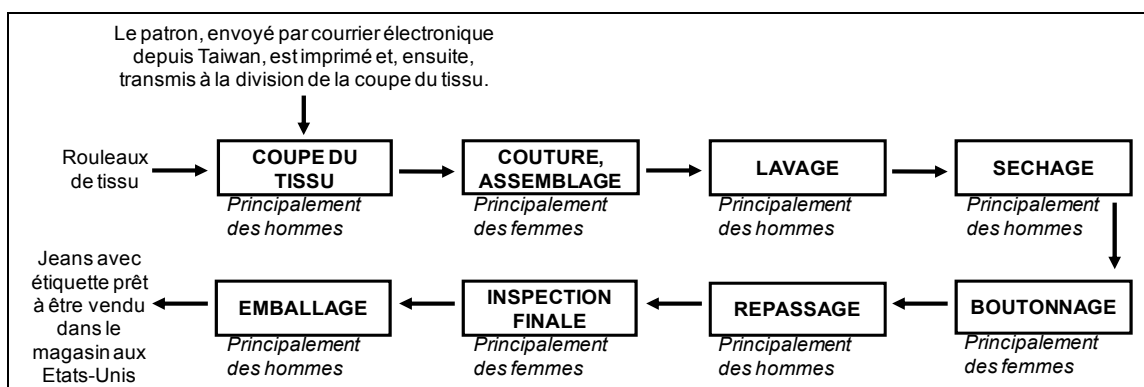 Le patron, envoyé par courrier électronique
depuis Taiwan, est imprimé et, ensuite,
transmis à la division de la coupe du tissu.
Rouleaux
de tissu
COUPE DU
TISSU
Principalement
des hommes
COUTURE,
ASSEMBLAGE
Principalement
des femmes
LAVAGE
Principalement
des hommes
SECHAGE
Principalement
des hommes
BOUTONNAGE
Principalement
des femmes
REPASSAGE
Principalement
des hommes
INSPECTION
FINALE
Principalement
des femmes
EMBALLAGE
Principalement
des hommes
Jeans avec
étiquette prêt
à être vendu
dans le
magasin aux
Etats-Unis